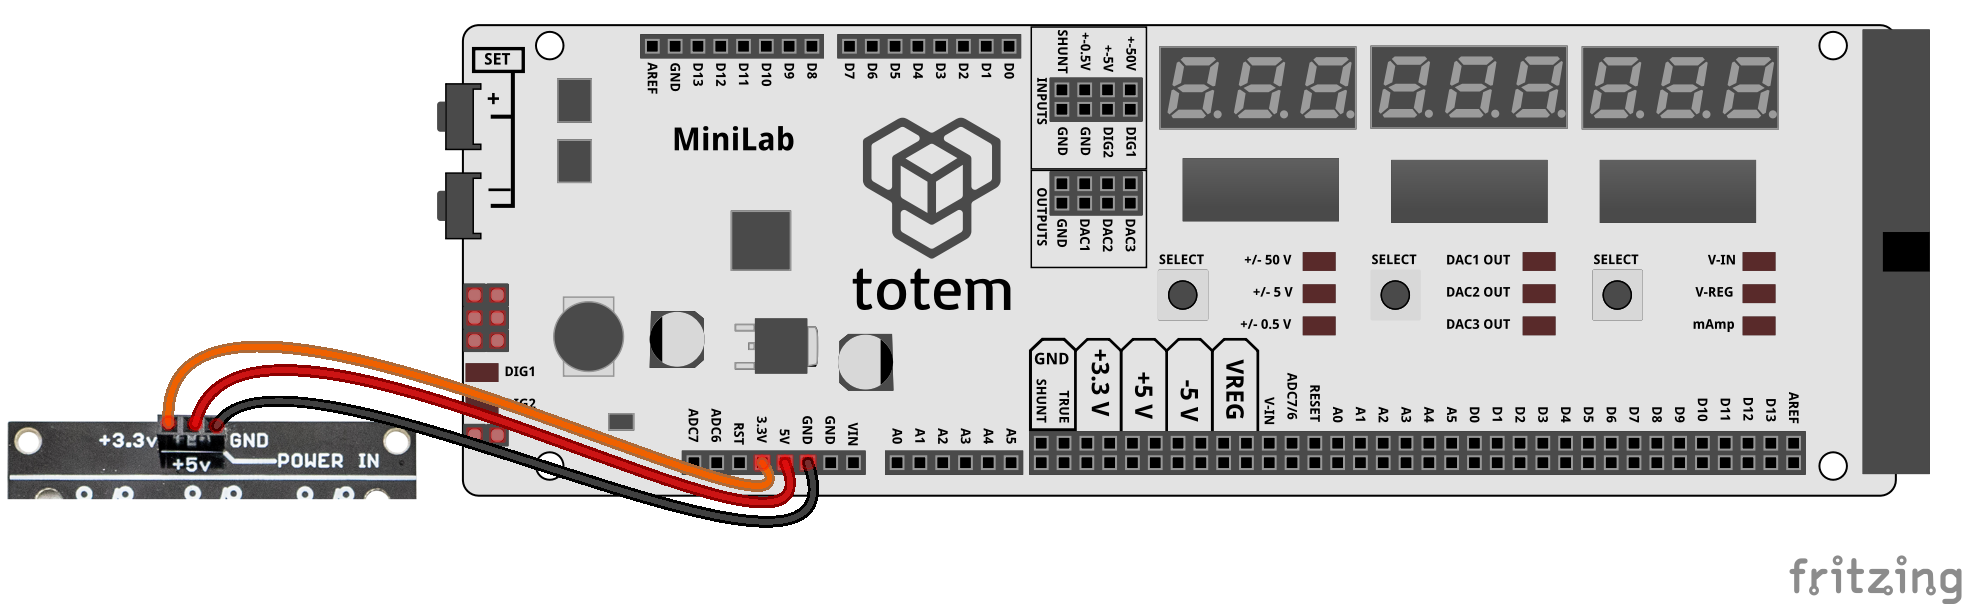 SET
+
–
AREF GND D13 D12 D11 D10 D9 D8
D7 D6 D5 D4 D3 D2 D1 D0
MiniLab
totem
SHUNT +-0.5V +-5V +-50V
INPUTS
GND GND DIG2 DIG1
OUTPUTS
GND DAC1 DAC2 DAC3
SELECT
+/- 50 V
+/- 5 V
+/- 0.5 V
SELECT
DAC1 OUT
DAC2 OUT
DAC3 OUT
SELECT
V-IN
V-REG
mAmp
DIG1
ADC7 ADC6 RST 3.3V 5V GND GND VIN
A0 A1 A2 A3 A4 A5
GND
SHUNT TRUE
+3.3 V
+5 V
-5 V
VREG
V-IN ADC7/6 RESET A0 A1 A2 A3 A4 A5 D0 D1 D2 D3 D4 D5 D6 D7 D8 D9 D10 D11 D12 D13 AREF
+3.3v
GND
+5v
POWER IN
fritzing